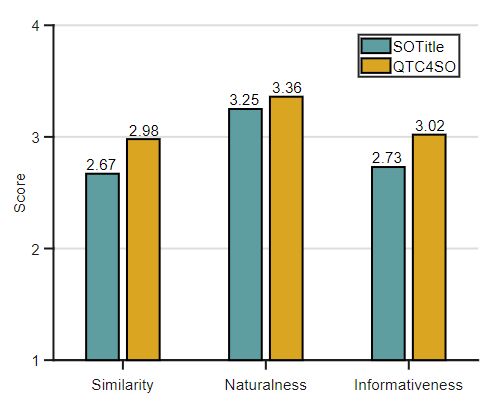 4
SOTitle
QTC4SO
3.36
3.25
3
2.98
3.02
2.67
2.73
Score
2
1
Similarity
Naturalness
Informativeness